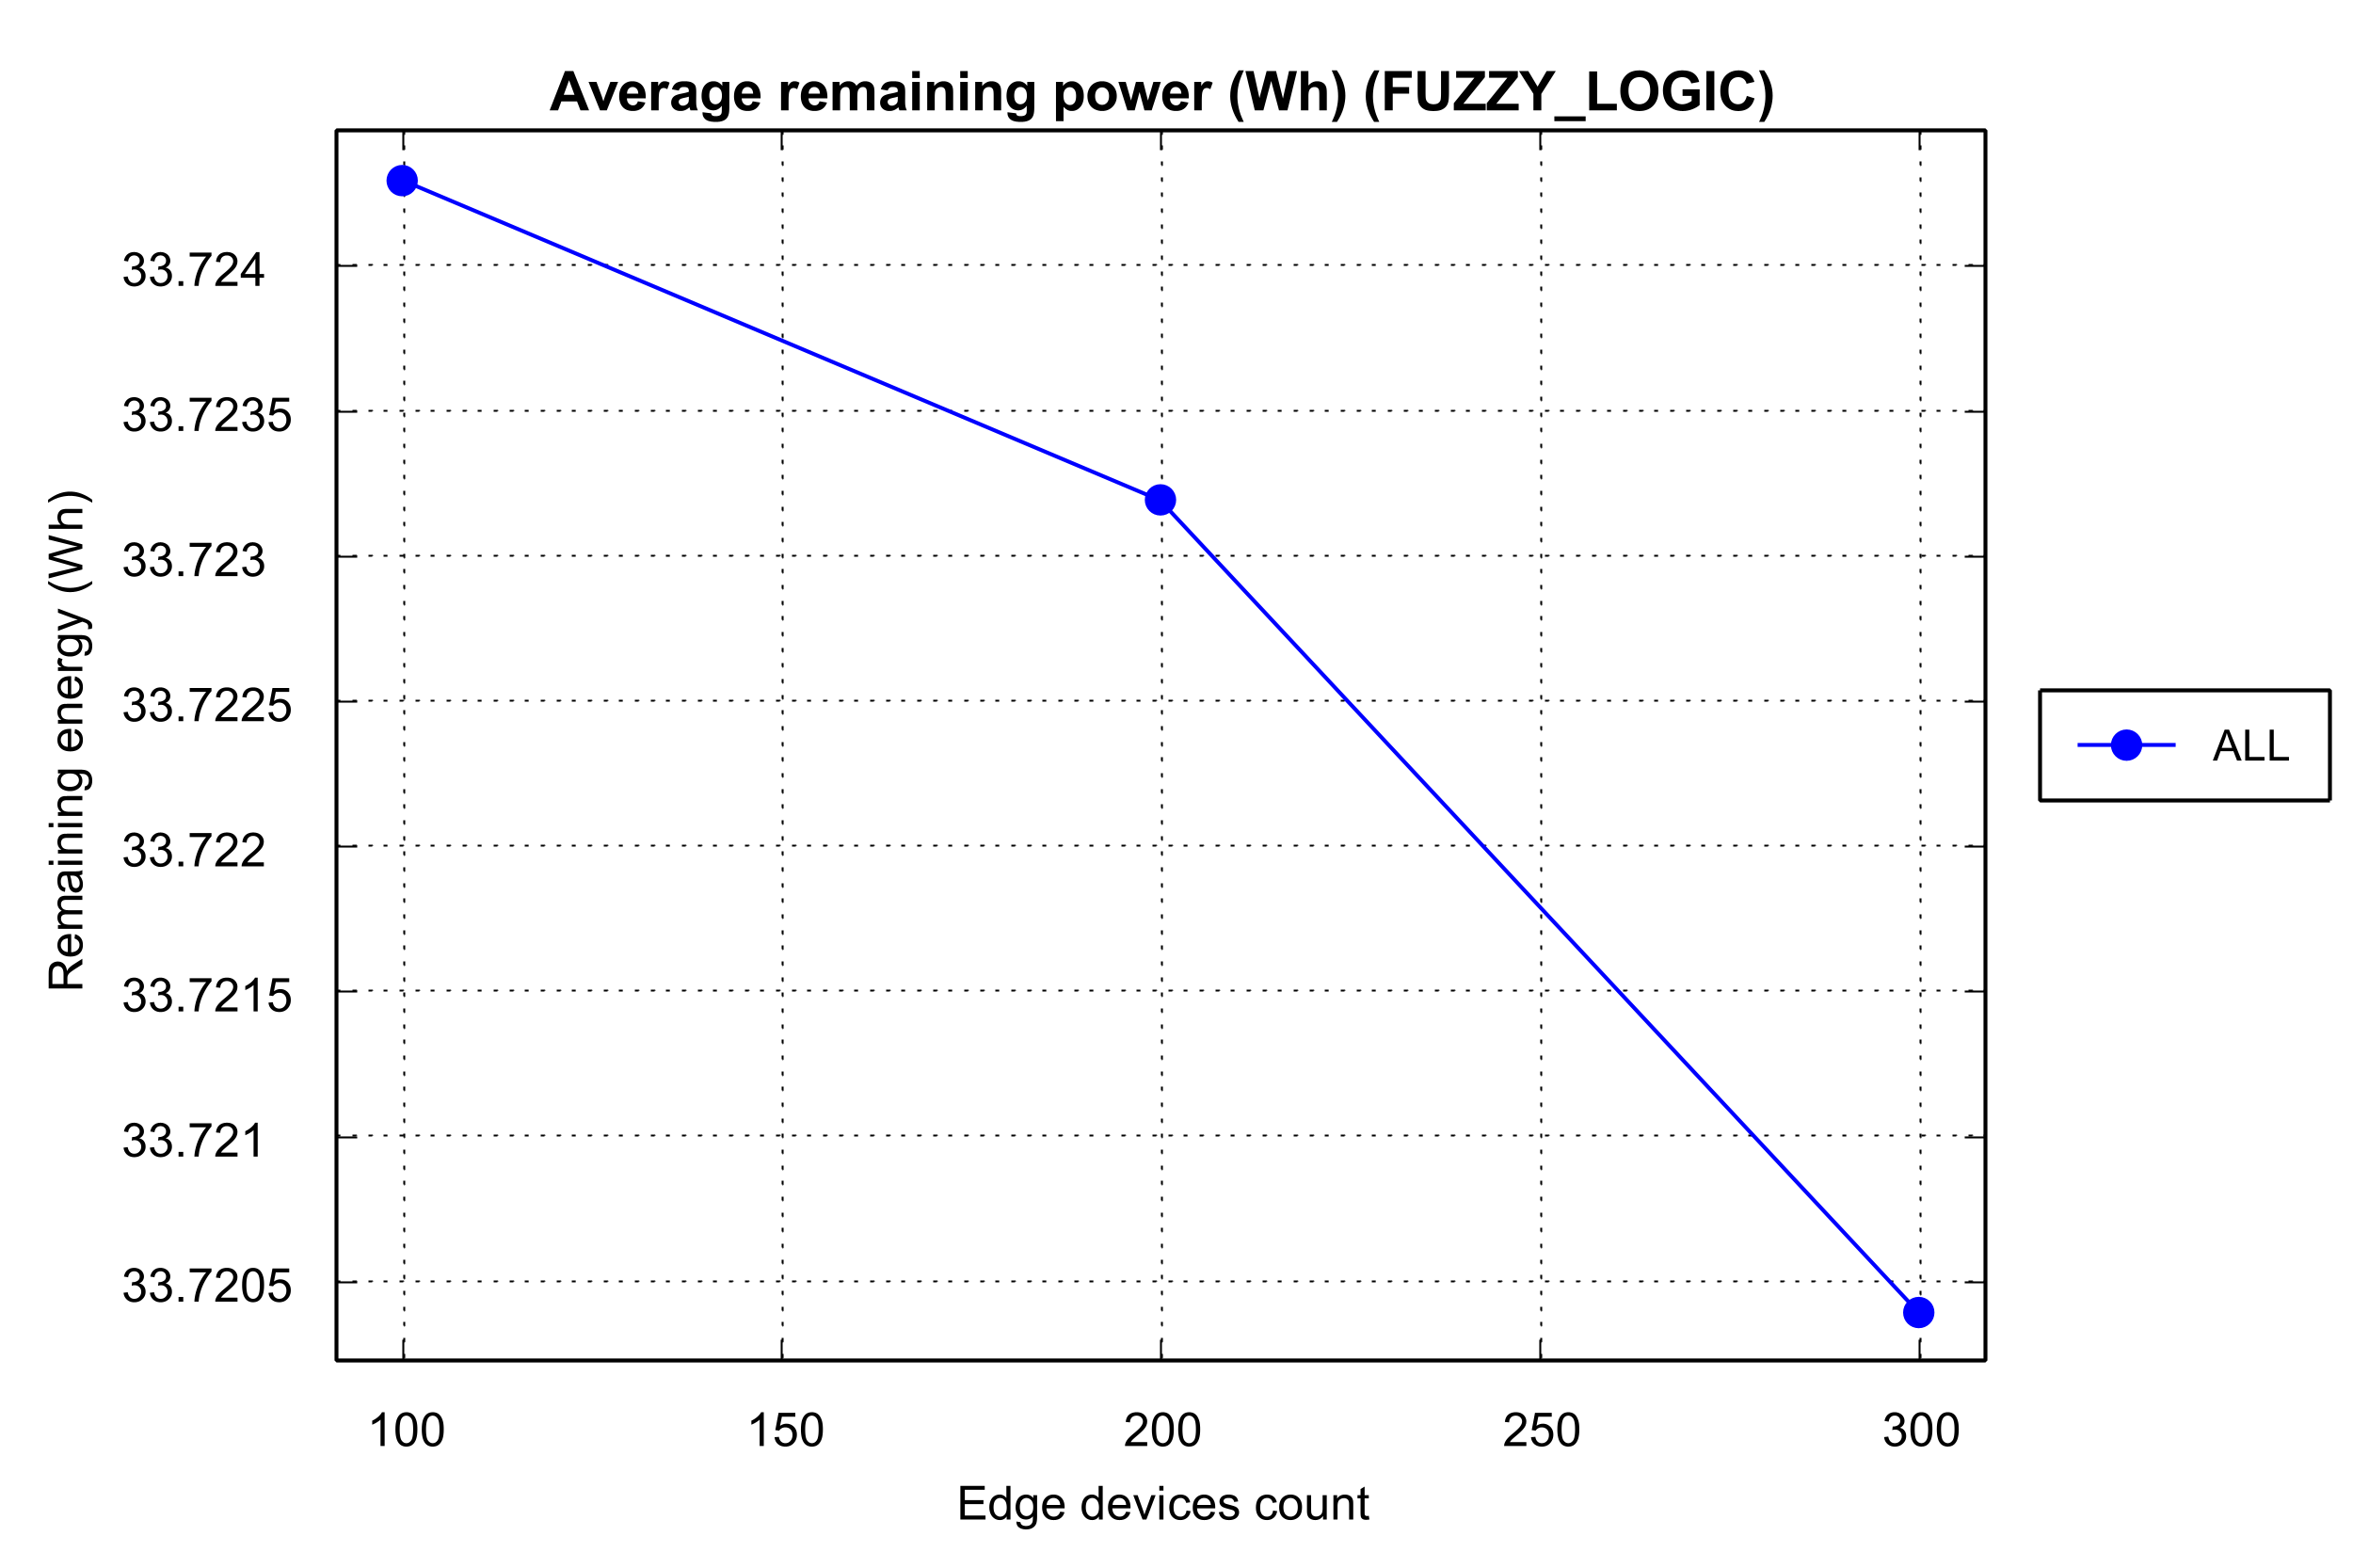 Average remaining power (Wh) (FUZZY_LOGIC)
Remaining energy (Wh)
33.724
33.7235
33.723
33.7225
33.722
33.7215
33.721
33.7205
100 150 200 250 300
Edge devices count
ALL